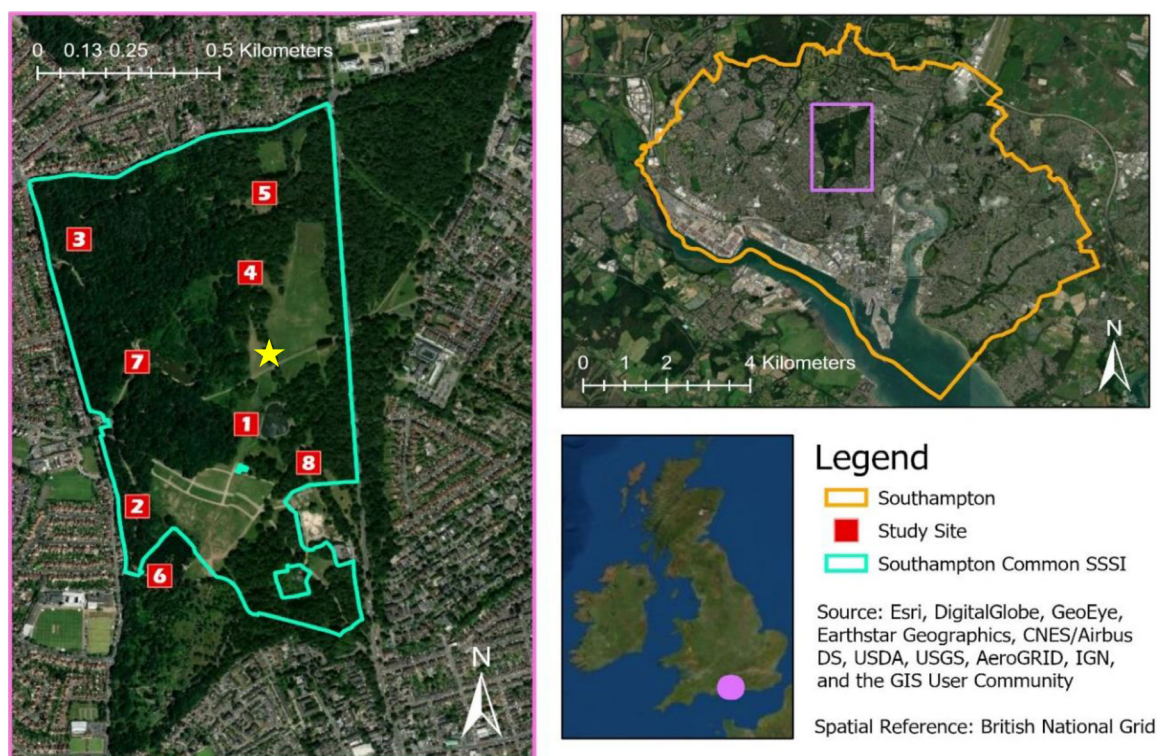 0 0.13 0.25 0.5 Kilometers
5
3
4
7
1
8
2
6
N
0 1 2 4 Kilometers
N
Legend
Southampton
Study Site
Southampton Common SSSI
Source: Esri, DigitalGlobe, GeoEye,
Earthstar Geographics, CNES/Airbus
DS, USDA, USGS, AeroGRID, IGN,
and the GIS User Community
Spatial Reference: British National Grid